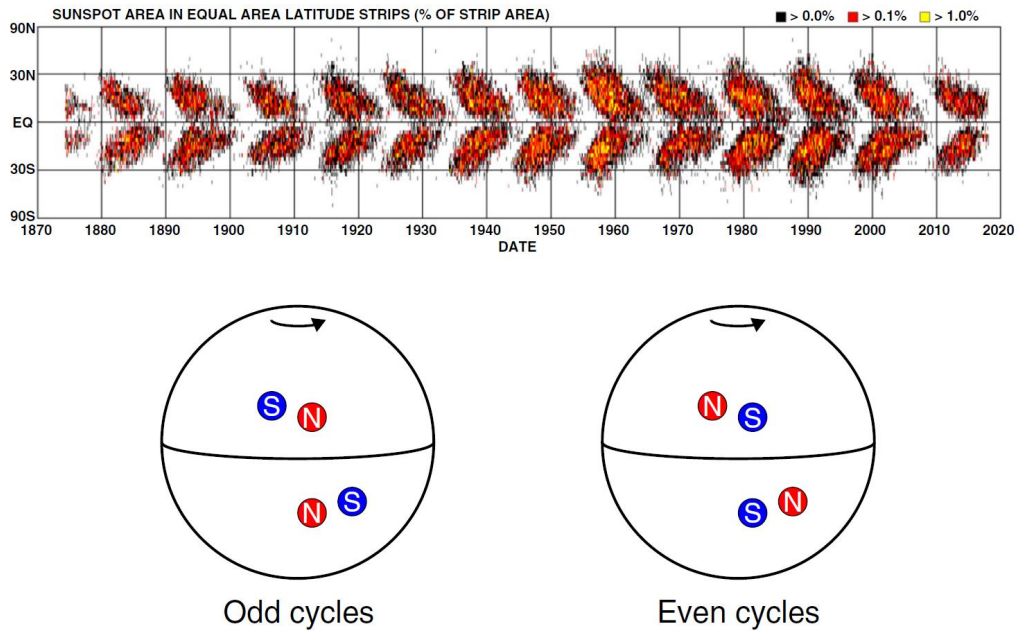 SUNSPOT AREA IN EQUAL AREA LATITUDE STRIPS (% OF STRIP AREA) > 0.0% > 0.1% > 1.0%
90N
30N
EQ
30S
90S
1870 1880 1890 1900 1910 1920 1930 1940 1950 1960 1970 1980 1990 2000 2010 2020
DATE
S N N S
N S S N
Odd cycles Even cycles